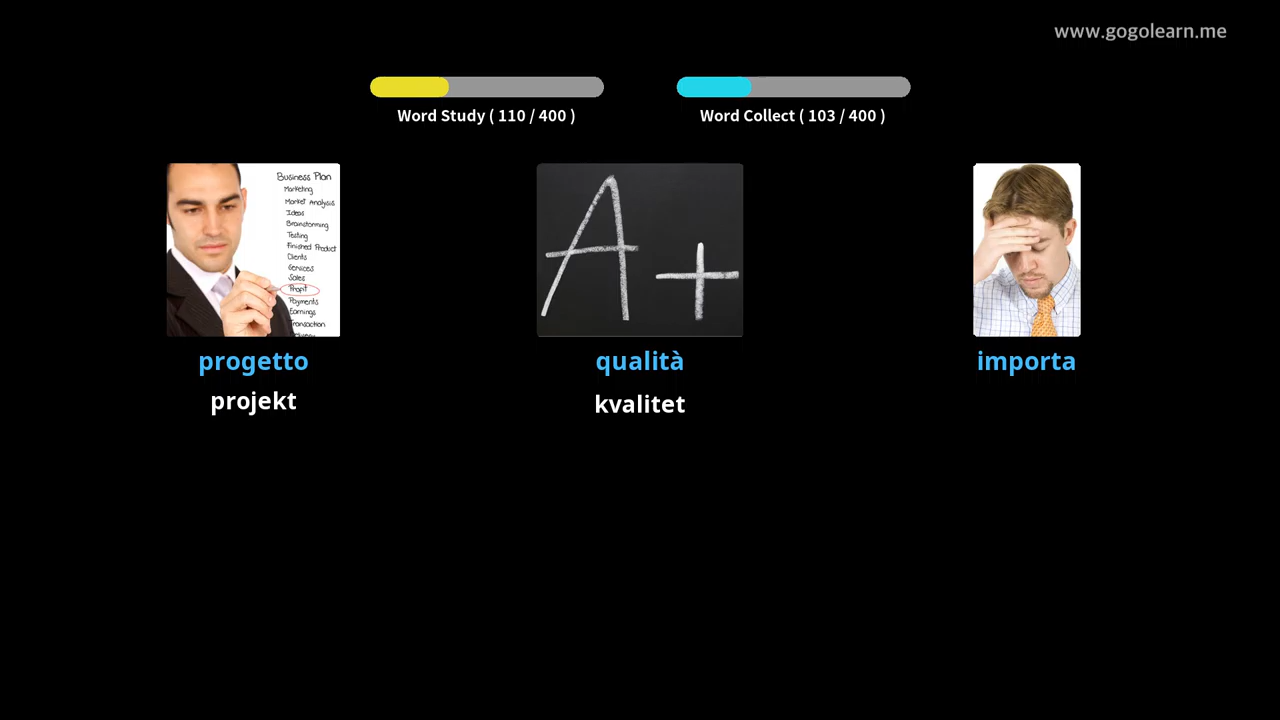 www.gogolearn.me
Word Study ( 110 / 400 )
Word Collect ( 103 / 400 )
Business Plan
Marketing
Market Analysis
Ideas
Brainstorming
Testing
Finished Product
Clients
Services
Sales
Profit
Payments
Earnings
Transaction
A+
progetto
qualità
importa
projekt
kvalitet